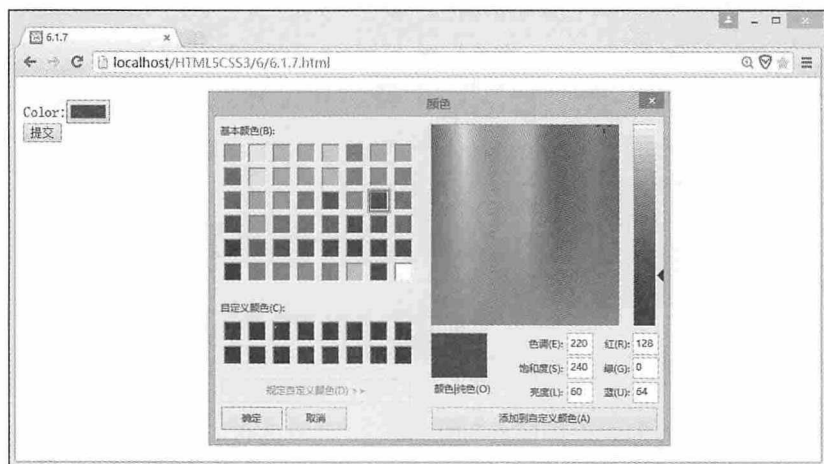 6.1.7
localhost/HTML5CSS3/6/6.1.7.html
Color:
提交
颜色
基本颜色(B):
自定义颜色(C):
规定自定义颜色(D) >>
确定
取消
颜色|纯色(O)
色调(E): 220
红(R): 128
饱和度(S): 240
绿(G): 0
亮度(L): 60
蓝(U): 64
添加到自定义颜色(A)